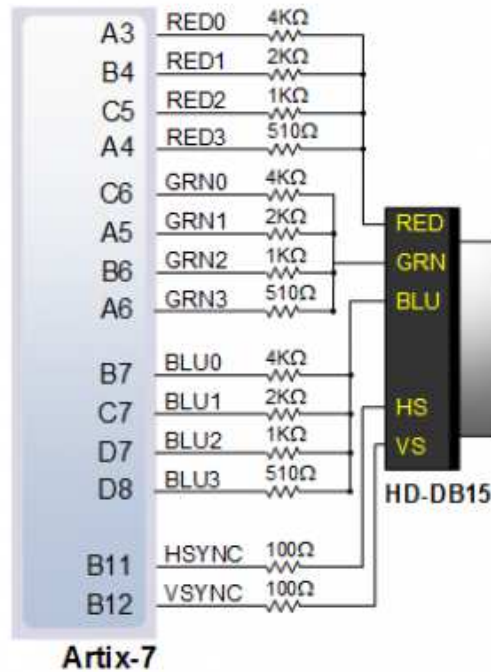 A3 RED0 4KΩ
B4 RED1 2KΩ
C5 RED2 1KΩ
A4 RED3 510Ω
C6 GRN0 4KΩ
A5 GRN1 2KΩ
B6 GRN2 1KΩ
A6 GRN3 510Ω
B7 BLU0 4KΩ
C7 BLU1 2KΩ
D7 BLU2 1KΩ
D8 BLU3 510Ω
B11 HSYNC 100Ω
B12 VSYNC 100Ω
Artix-7
RED
GRN
BLU
HS
VS
HD-DB15